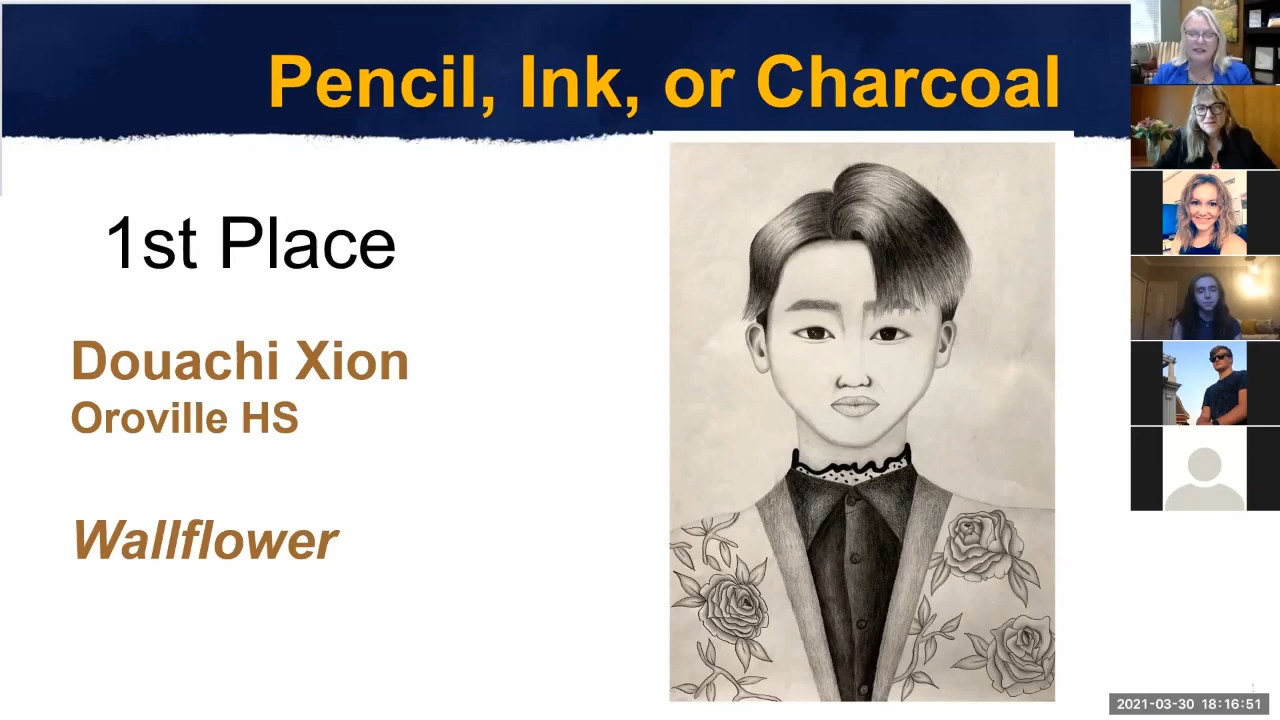 Pencil, Ink, or Charcoal
1st Place
Douachi Xion
Oroville HS
Wallflower
2021-03-30 18:16:51